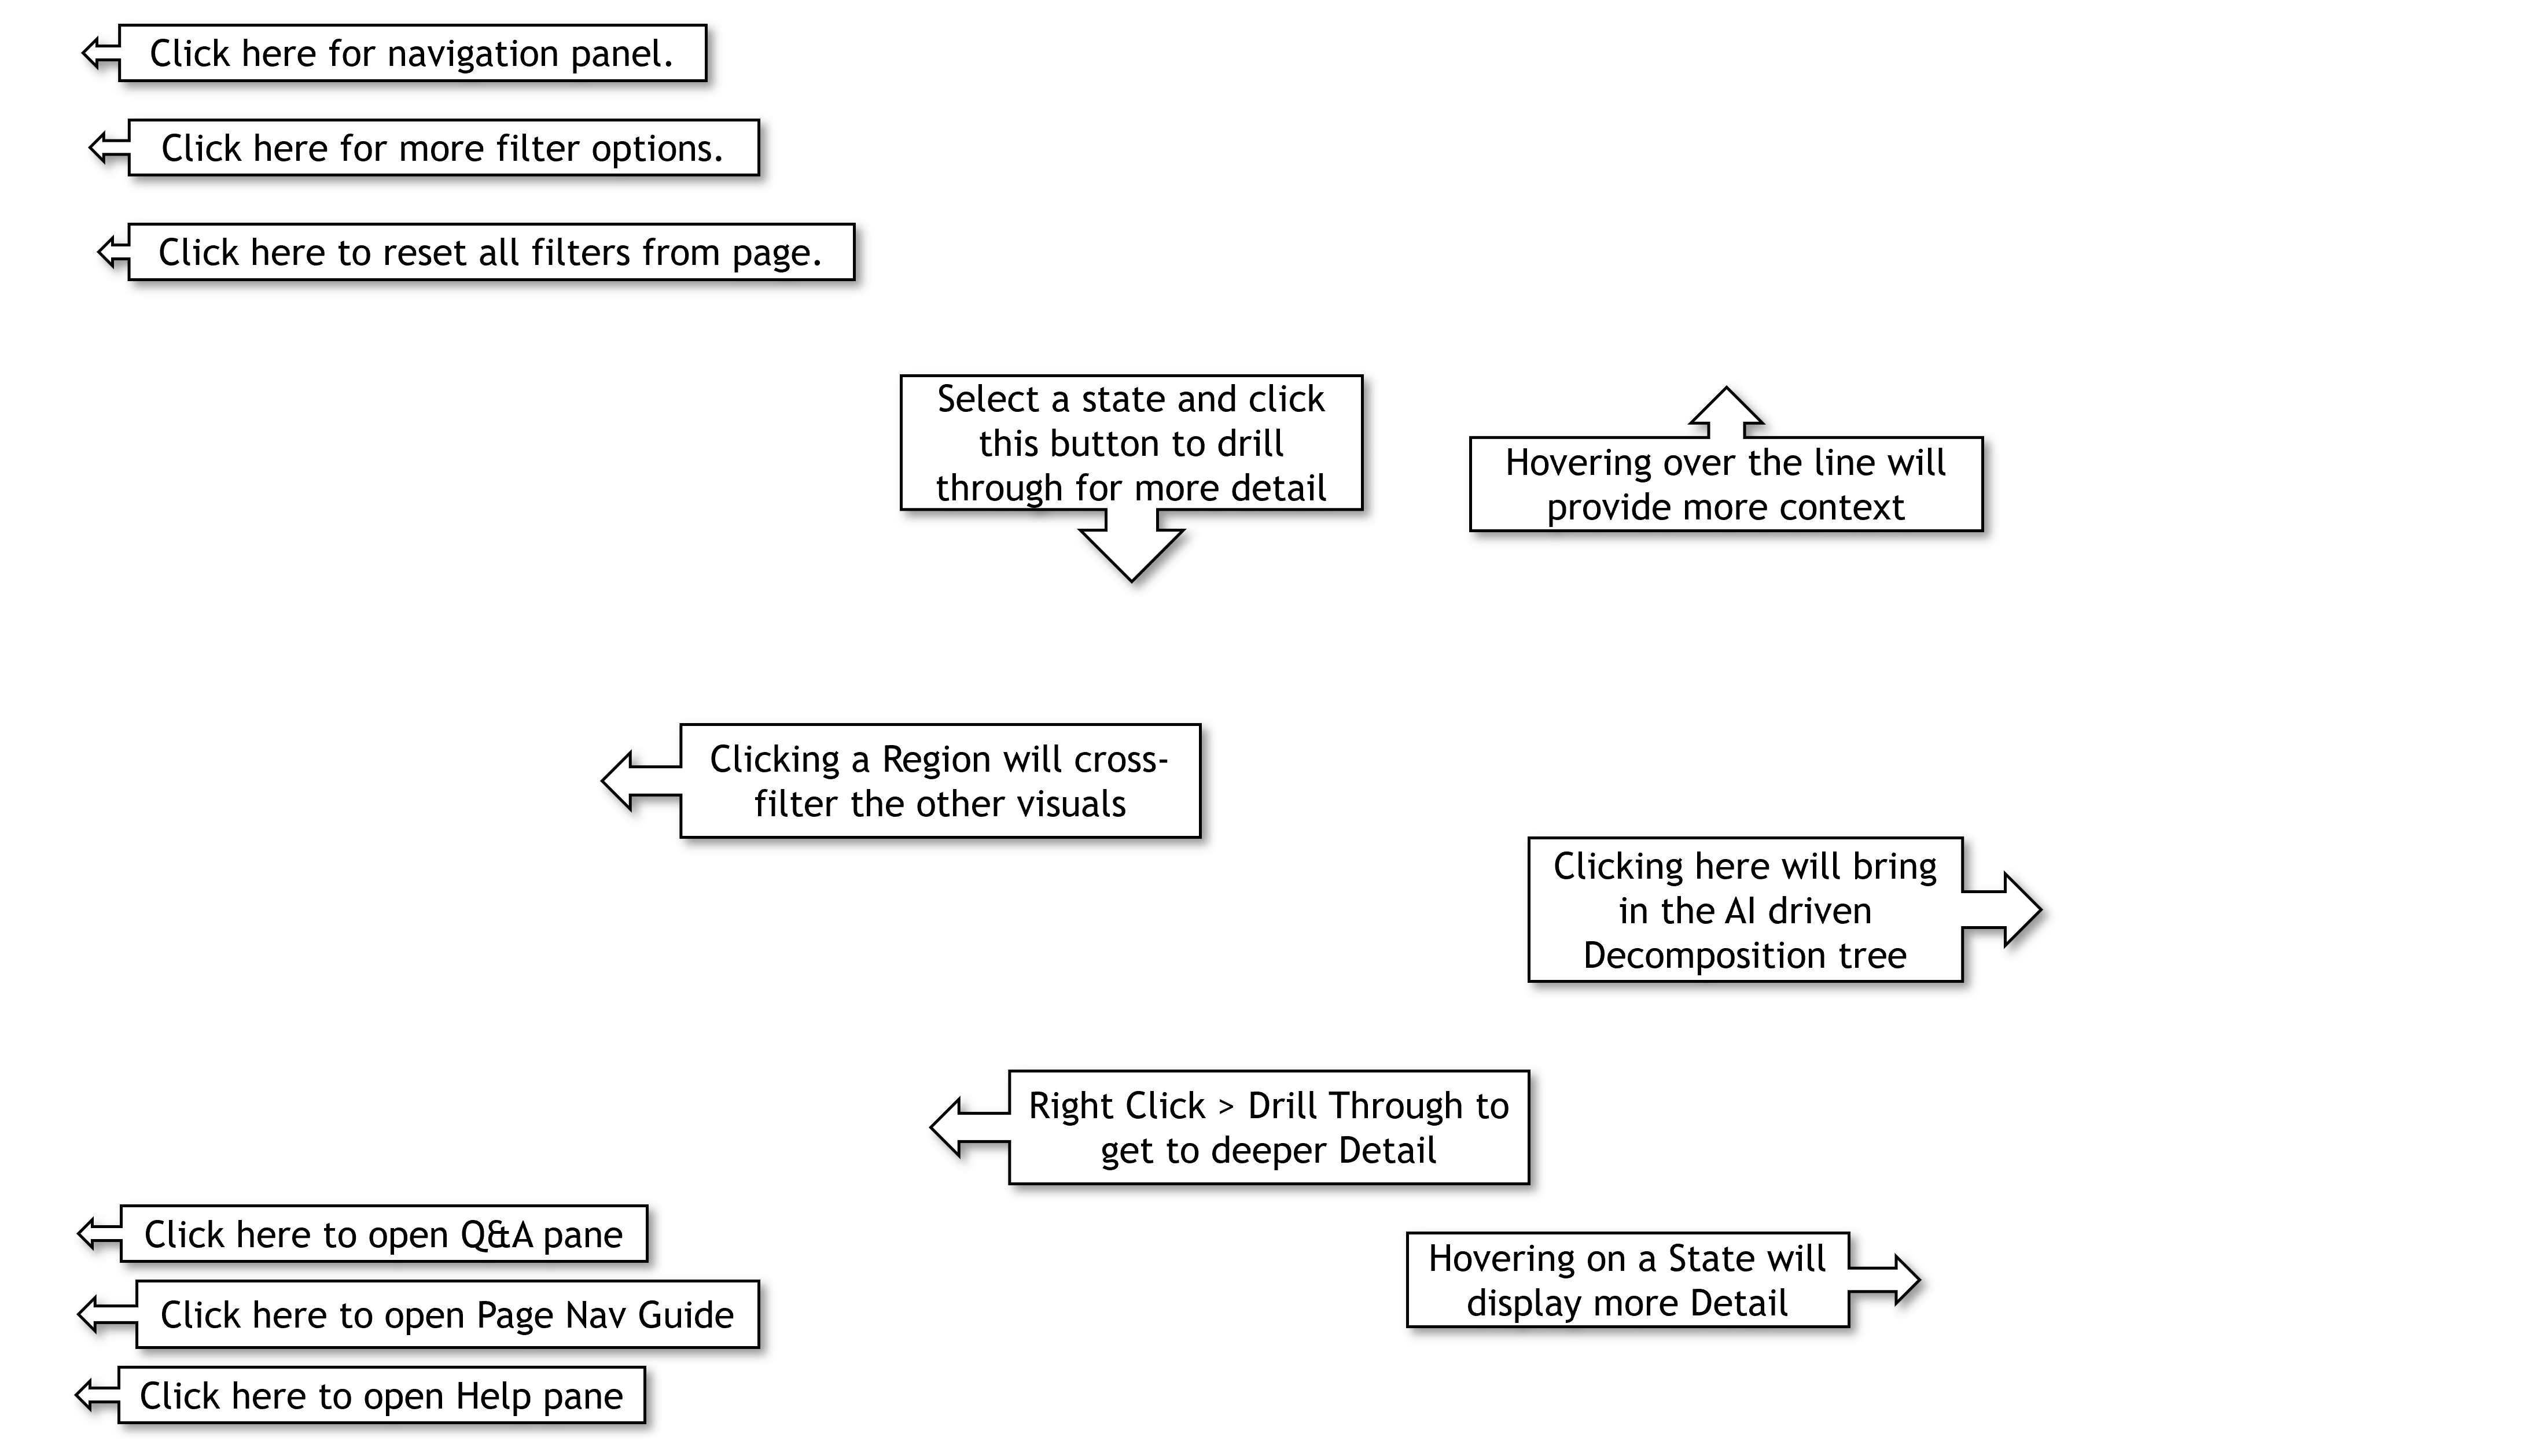 Click here for navigation panel.
Click here for more filter options.
Click here to reset all filters from page.
Select a state and click
this button to drill
through for more detail
Hovering over the line will
provide more context
Clicking a Region will cross-
filter the other visuals
Clicking here will bring
in the AI driven
Decomposition tree
Right Click > Drill Through to
get to deeper Detail
Click here to open Q&A pane
Hovering on a State will
display more Detail
Click here to open Page Nav Guide
Click here to open Help pane